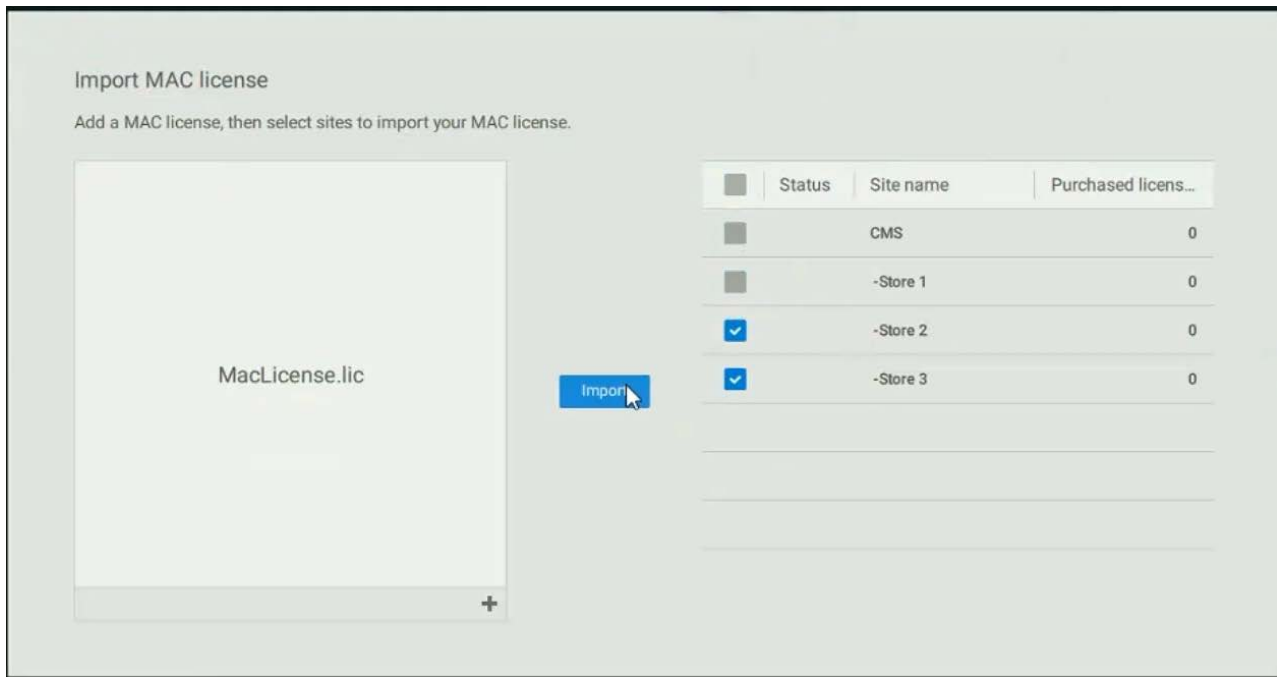 Import MAC license
Add a MAC license, then select sites to import your MAC license.
MacLicense.lic
Import
Status Site name Purchased licens...
CMS 0
-Store 1 0
-Store 2 0
-Store 3 0